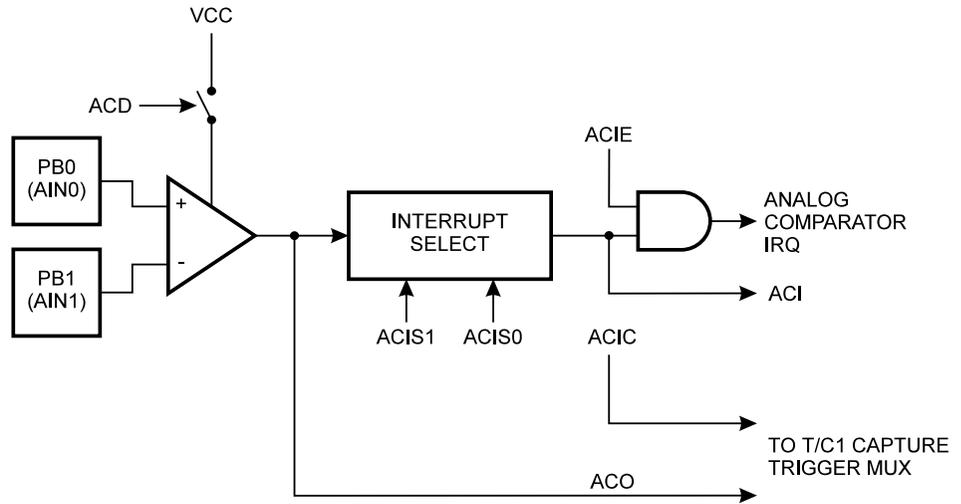 VCC
ACD
PB0
(AIN0)
+
PB1
(AIN1)
-
INTERRUPT
SELECT
ACIS1
ACIS0
ACIE
ANALOG
COMPARATOR
IRQ
ACI
ACIC
TO T/C1 CAPTURE
TRIGGER MUX
ACO